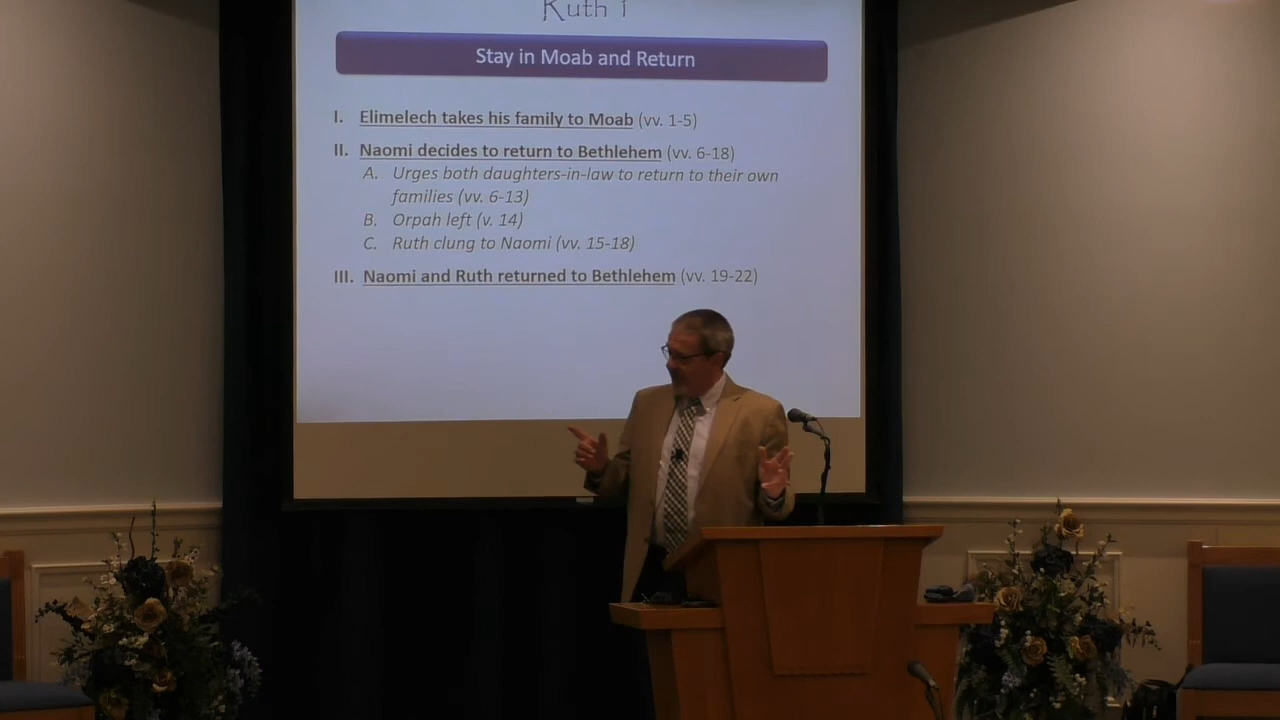 Ruth 1
Stay in Moab and Return
I. Elimelech takes his family to Moab (vv. 1-5)
II. Naomi decides to return to Bethlehem (vv. 6-18)
A. Urges both daughters-in-law to return to their own
families (vv. 6-13)
B. Orpah left (v. 14)
C. Ruth clung to Naomi (vv. 15-18)
III. Naomi and Ruth returned to Bethlehem (vv. 19-22)